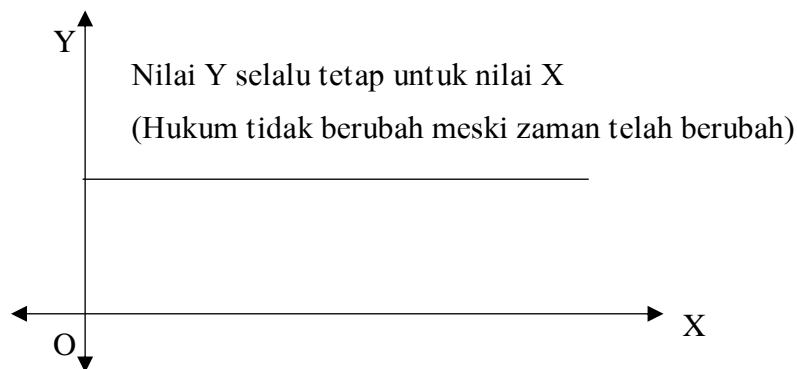 Y
Nilai Y selalu tetap untuk nilai X
(Hukum tidak berubah meski zaman telah berubah)
X
O